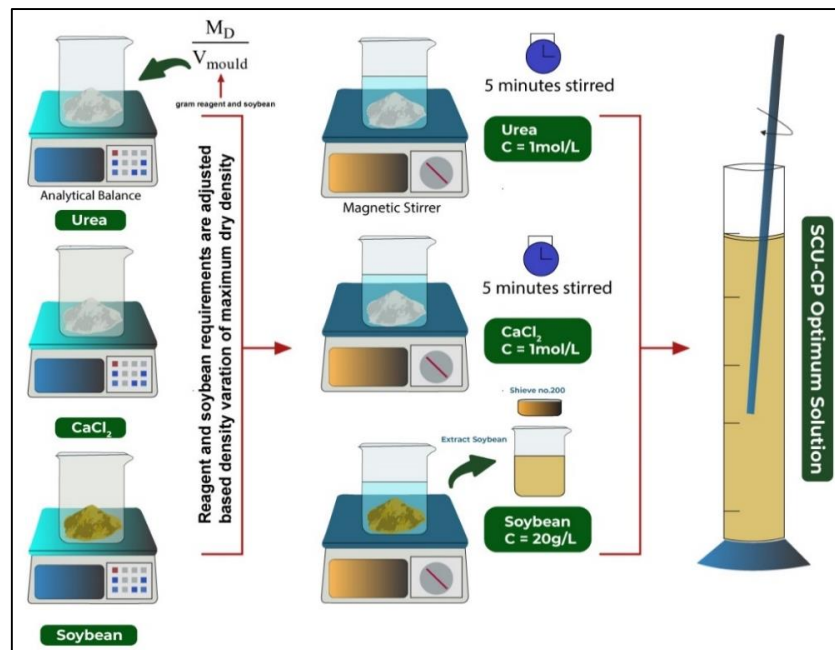 M_D
V_mould
gram reagent and soybean
Analytical Balance
Urea
CaCl₂
Soybean
Reagent and soybean requirements are adjusted
based density varation of maximum dry density
5 minutes stirred
Urea
C = 1mol/L
Magnetic Stirrer
5 minutes stirred
CaCl₂
C = 1mol/L
Shieve no.200
Extract Soybean
Soybean
C = 20g/L
SCU-CP Optimum Solution